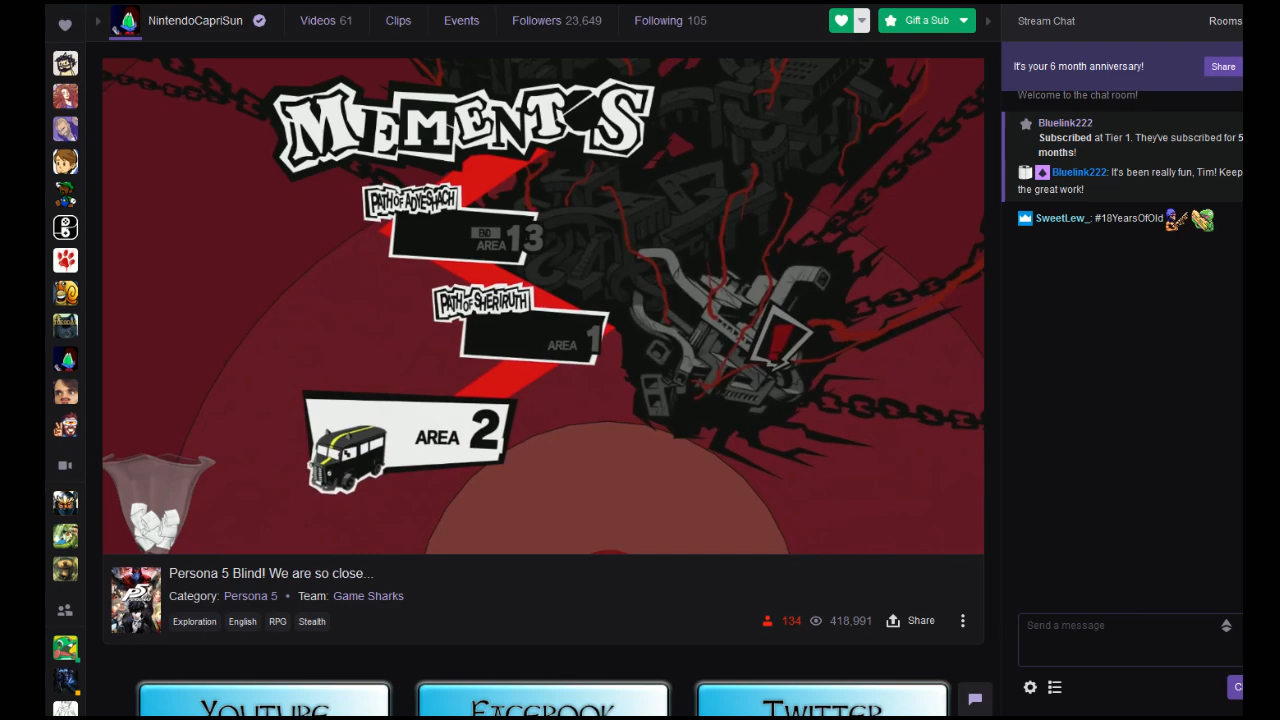 NintendoCapriSun
Videos 61
Clips
Events
Followers 23,649
Following 105
Gift a Sub
Stream Chat
Rooms
It's your 6 month anniversary!
Share
Welcome to the chat room!
Bluelink222
Subscribed at Tier 1. They've subscribed for 5
months!
Bluelink222: It's been really fun, Tim! Keep
the great work!
SweetLew_: #18YearsOfOld
MEMENTOS
PATH OF ADYESHACH
END
AREA 13
PATH OF SHERIRUTH
AREA 1
AREA 2
Persona 5 Blind! We are so close...
Category: Persona 5 • Team: Game Sharks
Exploration
English
RPG
Stealth
134
418,991
Share
Send a message
YOUTUBE
FACEBOOK
TWITTER